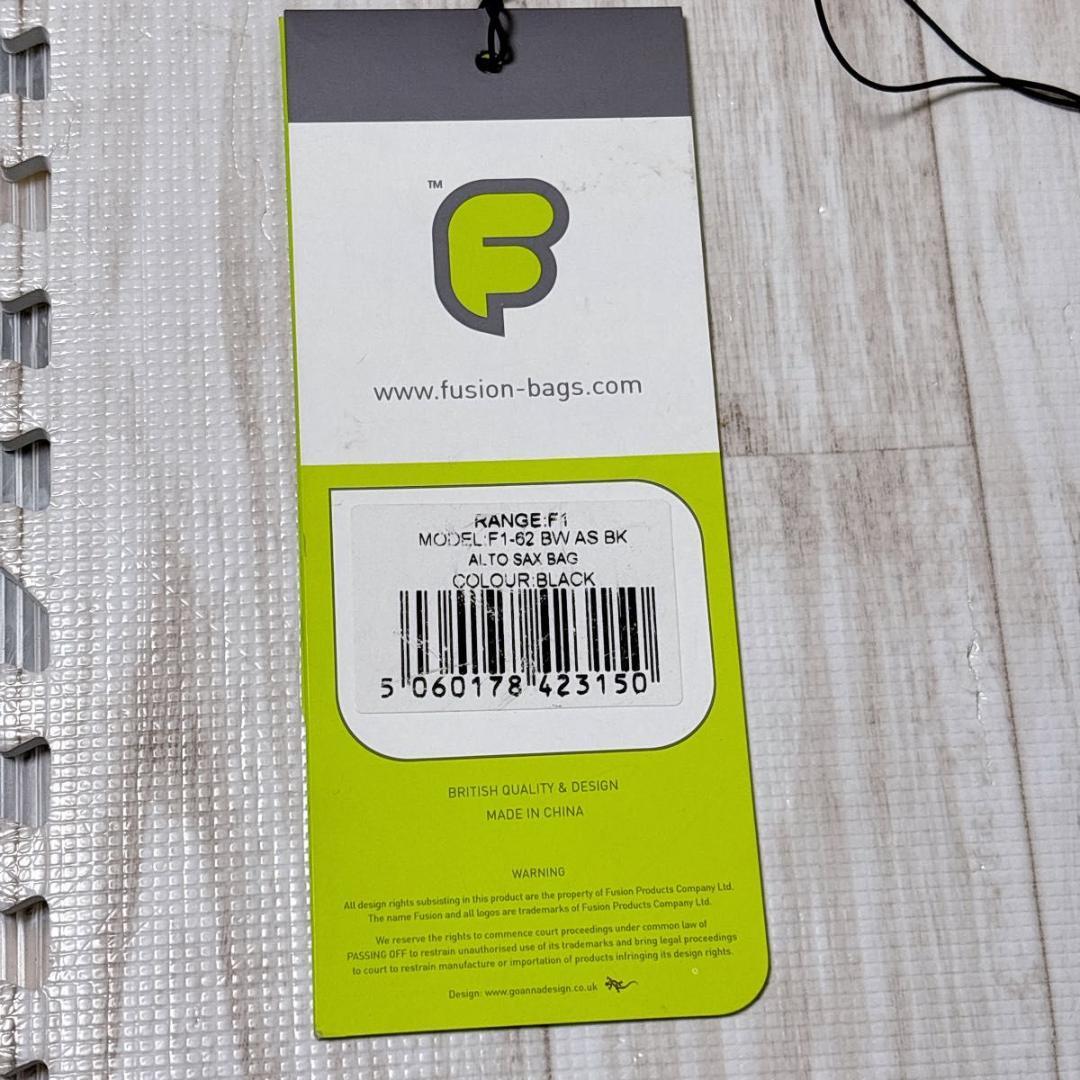 TM
F
www.fusion-bags.com
RANGE:F1
MODEL:F1-62 BW AS BK
ALTO SAX BAG
COLOUR:BLACK
5 060178 423150
BRITISH QUALITY & DESIGN
MADE IN CHINA
WARNING
All design rights subsisting in this product are the property of Fusion Products Company Ltd.
The name Fusion and all logos are trademarks of Fusion Products Company Ltd.
We reserve the rights to commence court proceedings under common law of
PASSING OFF to restrain unauthorised use of its trademarks and bring legal proceedings
to court to restrain manufacture or importation of products infringing its design rights.
Design: www.goannadesign.co.uk